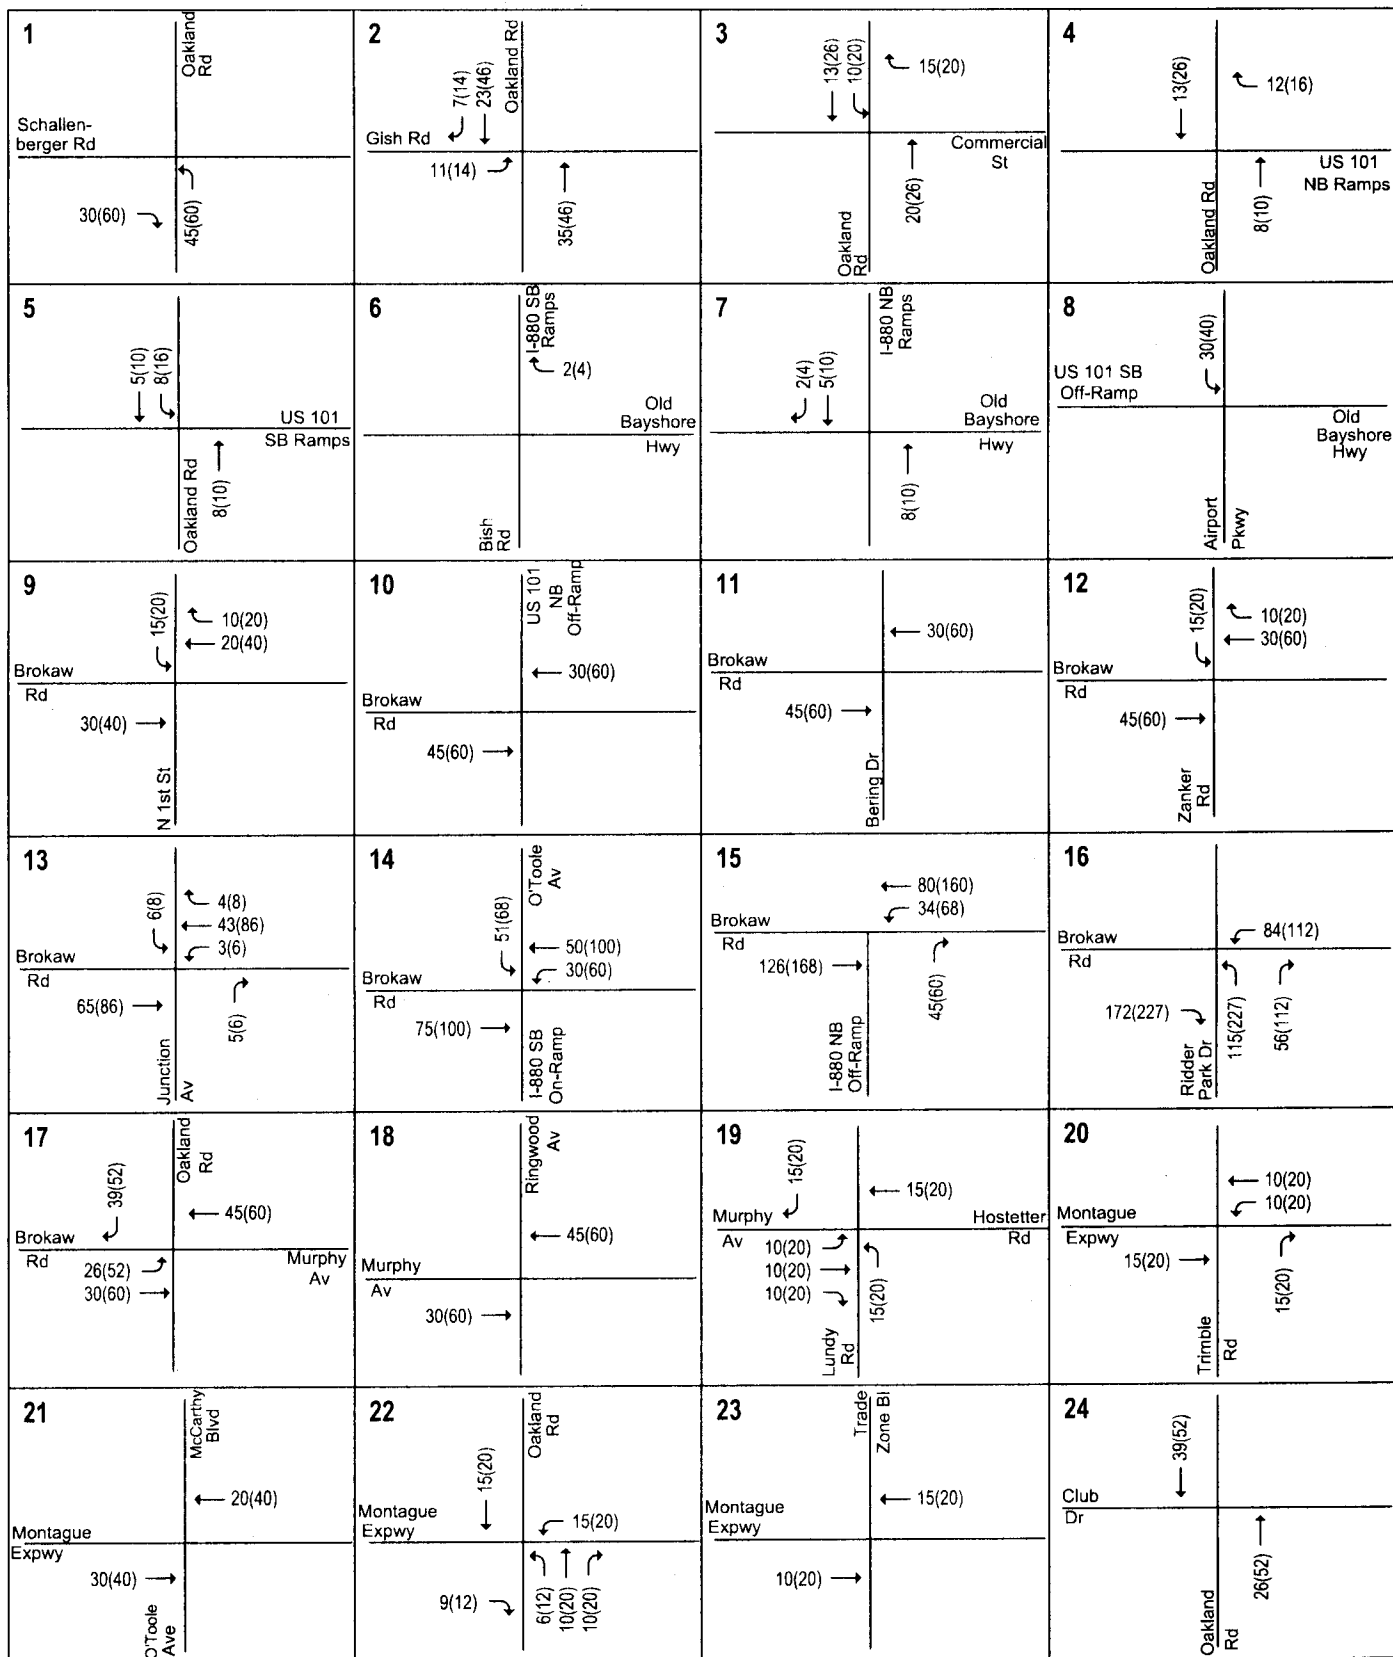 1
Oakland
Rd
Schallen-
berger Rd
30(60)
45(60)
2
Oakland Rd
7(14)
23(46)
Gish Rd
11(14)
35(46)
3
13(26)
10(20)
15(20)
Commercial
St
20(26)
Oakland
Rd
4
13(26)
12(16)
US 101
NB Ramps
Oakland Rd
8(10)
5
5(10)
8(16)
US 101
SB Ramps
Oakland Rd
8(10)
6
I-880 SB
Ramps
2(4)
Old
Bayshore
Hwy
Bish
Rd
7
I-880 NB
Ramps
2(4)
5(10)
Old
Bayshore
Hwy
8(10)
8
30(40)
US 101 SB
Off-Ramp
Old
Bayshore
Hwy
Airport
Pkwy
9
15(20)
10(20)
20(40)
Brokaw
Rd
30(40)
N 1st St
10
US 101
NB
Off-Ramp
30(60)
Brokaw
Rd
45(60)
11
30(60)
Brokaw
Rd
45(60)
Bering Dr
12
15(20)
10(20)
30(60)
Brokaw
Rd
45(60)
Zanker
Rd
13
6(8)
4(8)
43(86)
3(6)
Brokaw
Rd
65(86)
5(6)
Junction
Av
14
O'Toole
Av
51(68)
50(100)
30(60)
Brokaw
Rd
75(100)
I-880 SB
On-Ramp
15
80(160)
34(68)
Brokaw
Rd
126(168)
45(60)
I-880 NB
Off-Ramp
16
84(112)
Brokaw
Rd
172(227)
115(227)
56(112)
Ridder
Park Dr
17
Oakland
Rd
39(52)
45(60)
Brokaw
Rd
26(52)
30(60)
Murphy
Av
18
Ringwood
Av
45(60)
Murphy
Av
30(60)
19
15(20)
15(20)
Murphy
Av
Hostetter
Rd
10(20)
10(20)
10(20)
15(20)
Lundy
Rd
20
10(20)
10(20)
Montague
Expwy
15(20)
15(20)
Trimble
Rd
21
McCarthy
Blvd
20(40)
Montague
Expwy
30(40)
O'Toole
Ave
22
Oakland
Rd
15(20)
15(20)
Montague
Expwy
9(12)
6(12)
10(20)
10(20)
23
Trade
Zone Bl
15(20)
Montague
Expwy
10(20)
24
39(52)
Club
Dr
26(52)
Oakland
Rd